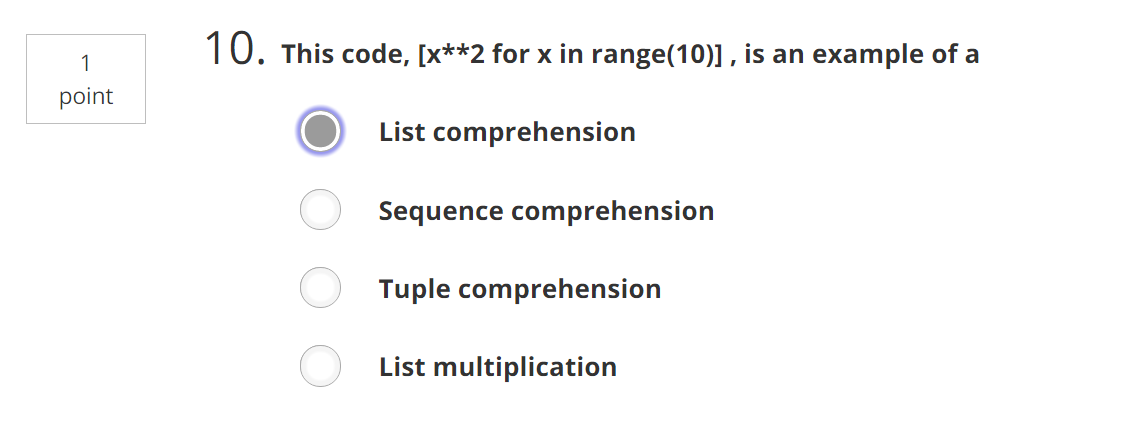 1
point
10. This code, [x**2 for x in range(10)] , is an example of a
List comprehension
Sequence comprehension
Tuple comprehension
List multiplication